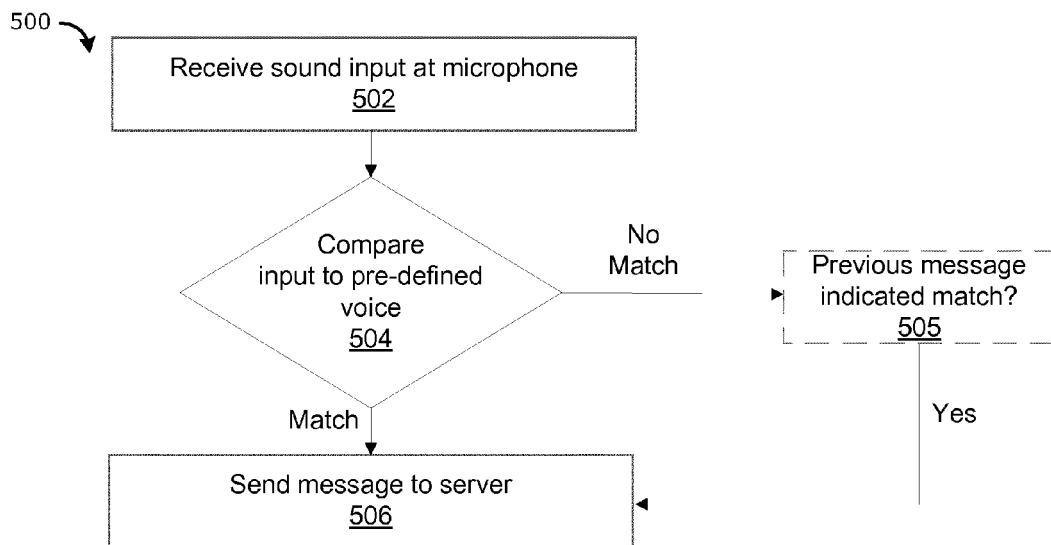 500
Receive sound input at microphone
502
Compare
input to pre-defined
voice
504
No
Match
Previous message
indicated match?
505
Match
Yes
Send message to server
506